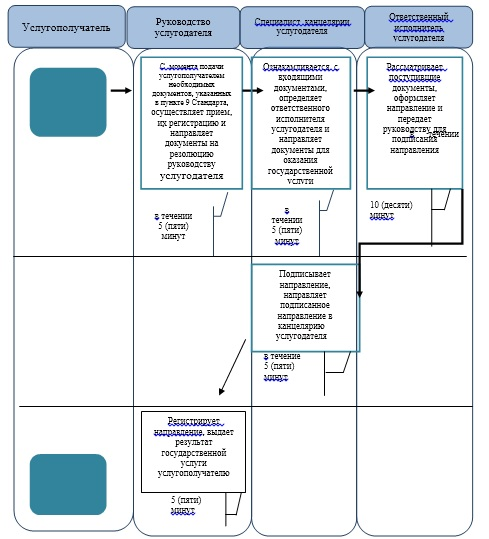 Услугополучатель
Руководство
услугодателя
Специалист канцелярии
услугодателя
Ответственный
исполнитель
услугодателя
С момента подачи
услугополучателем
необходимых
документов, указанных
в пункте 9 Стандарта,
осуществляет прием,
их регистрацию и
направляет
документы на
резолюцию
руководству
услугодателя
Ознакамливается с
входящими
документами,
определяет
ответственного
исполнителя
услугодателя и
направляет
документы для
оказания
государственной
услуги
Рассматривает
поступившие
документы,
оформляет
направление и
передает
руководству для
подписания
направления
в течении
в течении
5 (пяти)
минут
в
течении
5 (пяти)
минут
10 (десяти)
минут
Подписывает
направление,
направляет
подписанное
направление в
канцелярию
услугодателя
в течение
5 (пяти)
минут
Регистрирует
направление, выдает
результат
государственной
услуги
услугополучателю
5 (пяти)
минут